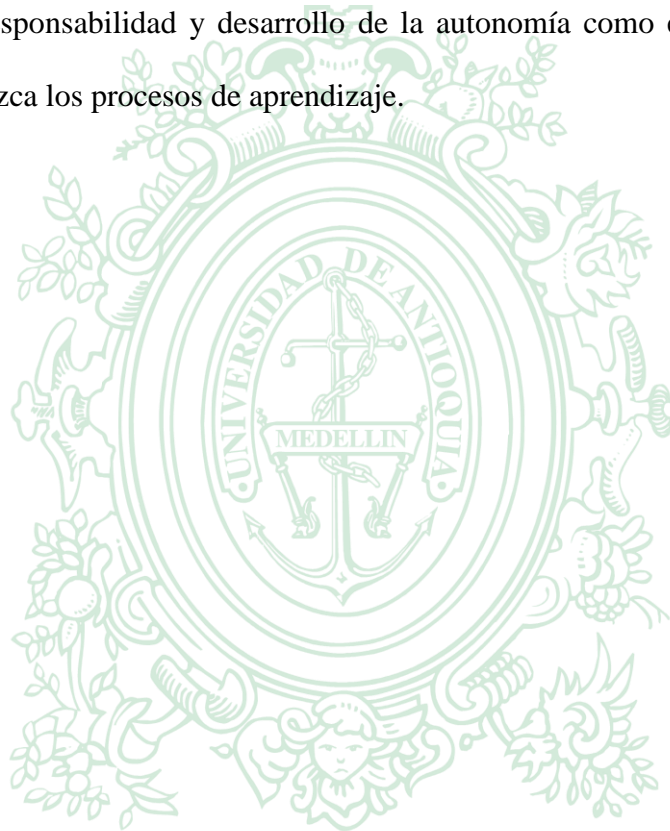 sponsabilidad y desarrollo de la autonomía como
zca los procesos de aprendizaje.
UNIVERSIDAD DE ANTIOQUIA
MEDELLIN